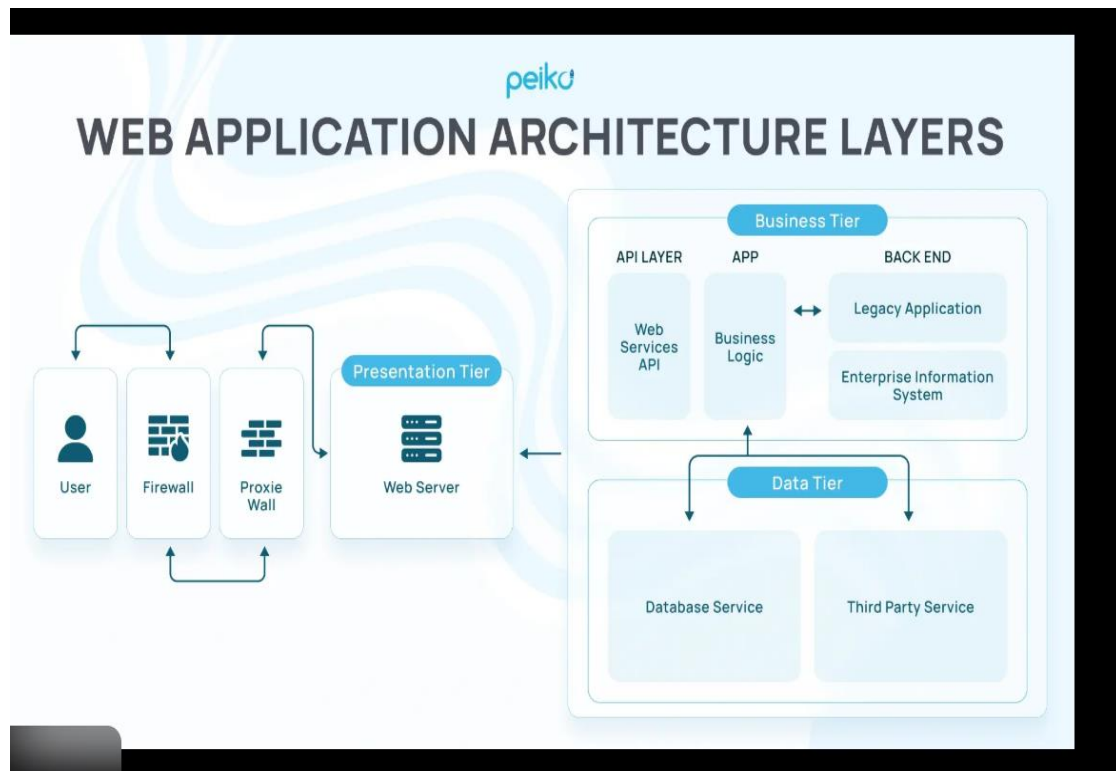 peiko
WEB APPLICATION ARCHITECTURE LAYERS
User
Firewall
Proxie
Wall
Presentation Tier
Web Server
Business Tier
API LAYER
APP
BACK END
Web
Services
API
Business
Logic
Legacy Application
Enterprise Information
System
Data Tier
Database Service
Third Party Service